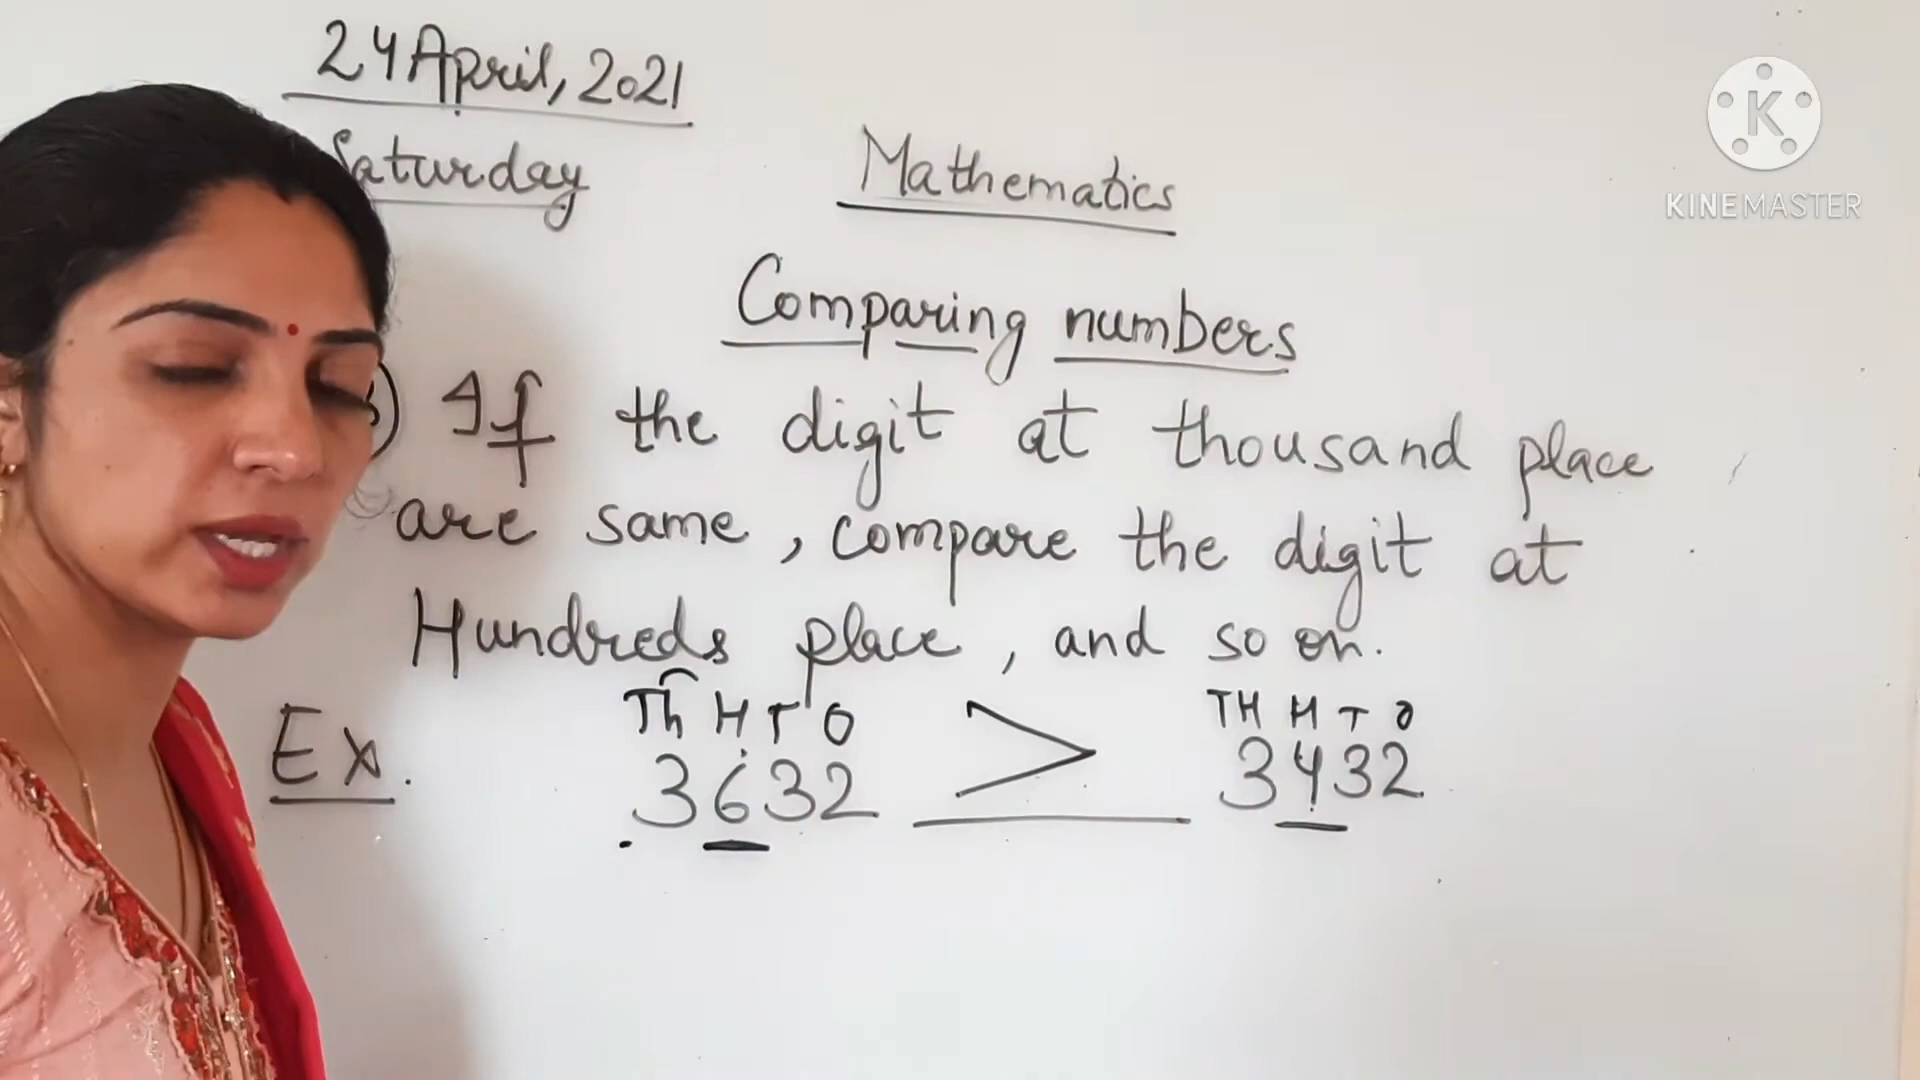 24 April, 2021
Saturday
Mathematics
K
KINEMASTER
Comparing numbers
) If the digit at thousand place
are same, compare the digit at
Hundreds place, and so on.
Th H T O TH H T O
Ex. 3632 > 3432